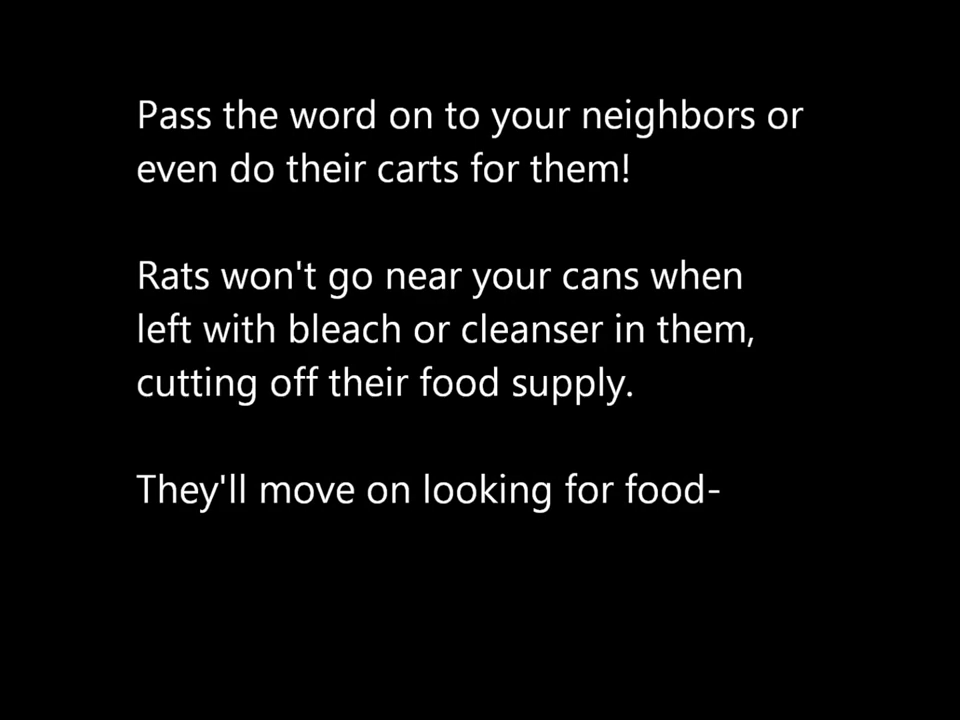 Pass the word on to your neighbors or
even do their carts for them!
Rats won't go near your cans when
left with bleach or cleanser in them,
cutting off their food supply.
They'll move on looking for food-